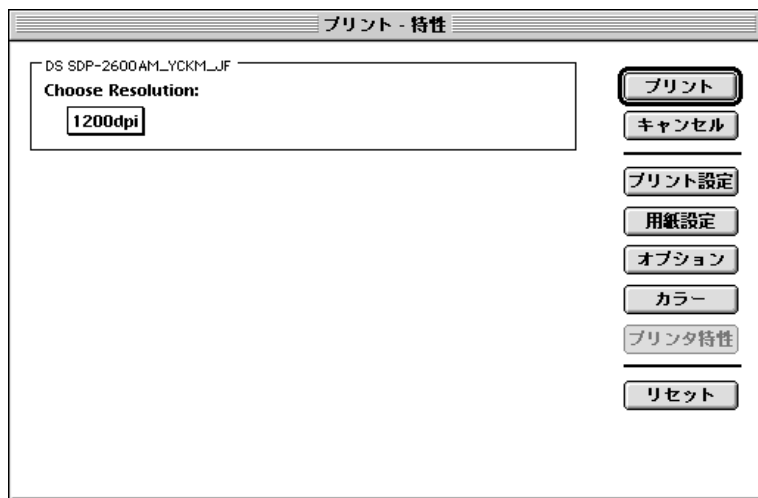 プリント - 特性
DS SDP-2600AM_YCKM_JF
Choose Resolution:
1200dpi
プリント
キャンセル
プリント設定
用紙設定
オプション
カラー
プリンタ特性
リセット